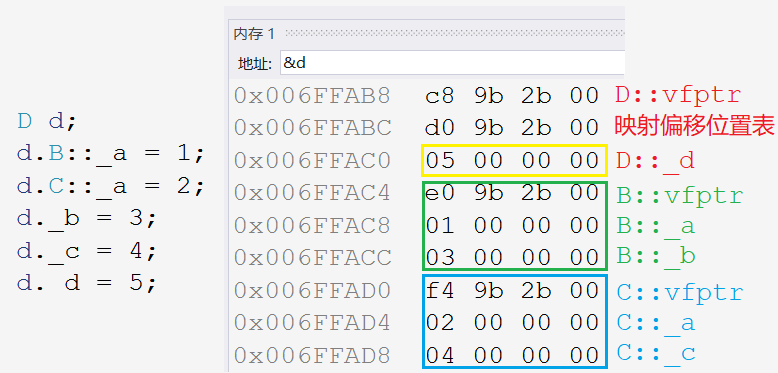 内存 1
地址: &d
D d;
d.B::_a = 1;
d.C::_a = 2;
d._b = 3;
d._c = 4;
d. d = 5;
0x006FFAB8 c8 9b 2b 00 D::vfptr
0x006FFABC d0 9b 2b 00 映射偏移位置表
0x006FFAC0 05 00 00 00 D::_d
0x006FFAC4 e0 9b 2b 00 B::vfptr
0x006FFAC8 01 00 00 00 B::_a
0x006FFACC 03 00 00 00 B::_b
0x006FFAD0 f4 9b 2b 00 C::vfptr
0x006FFAD4 02 00 00 00 C::_a
0x006FFAD8 04 00 00 00 C::_c